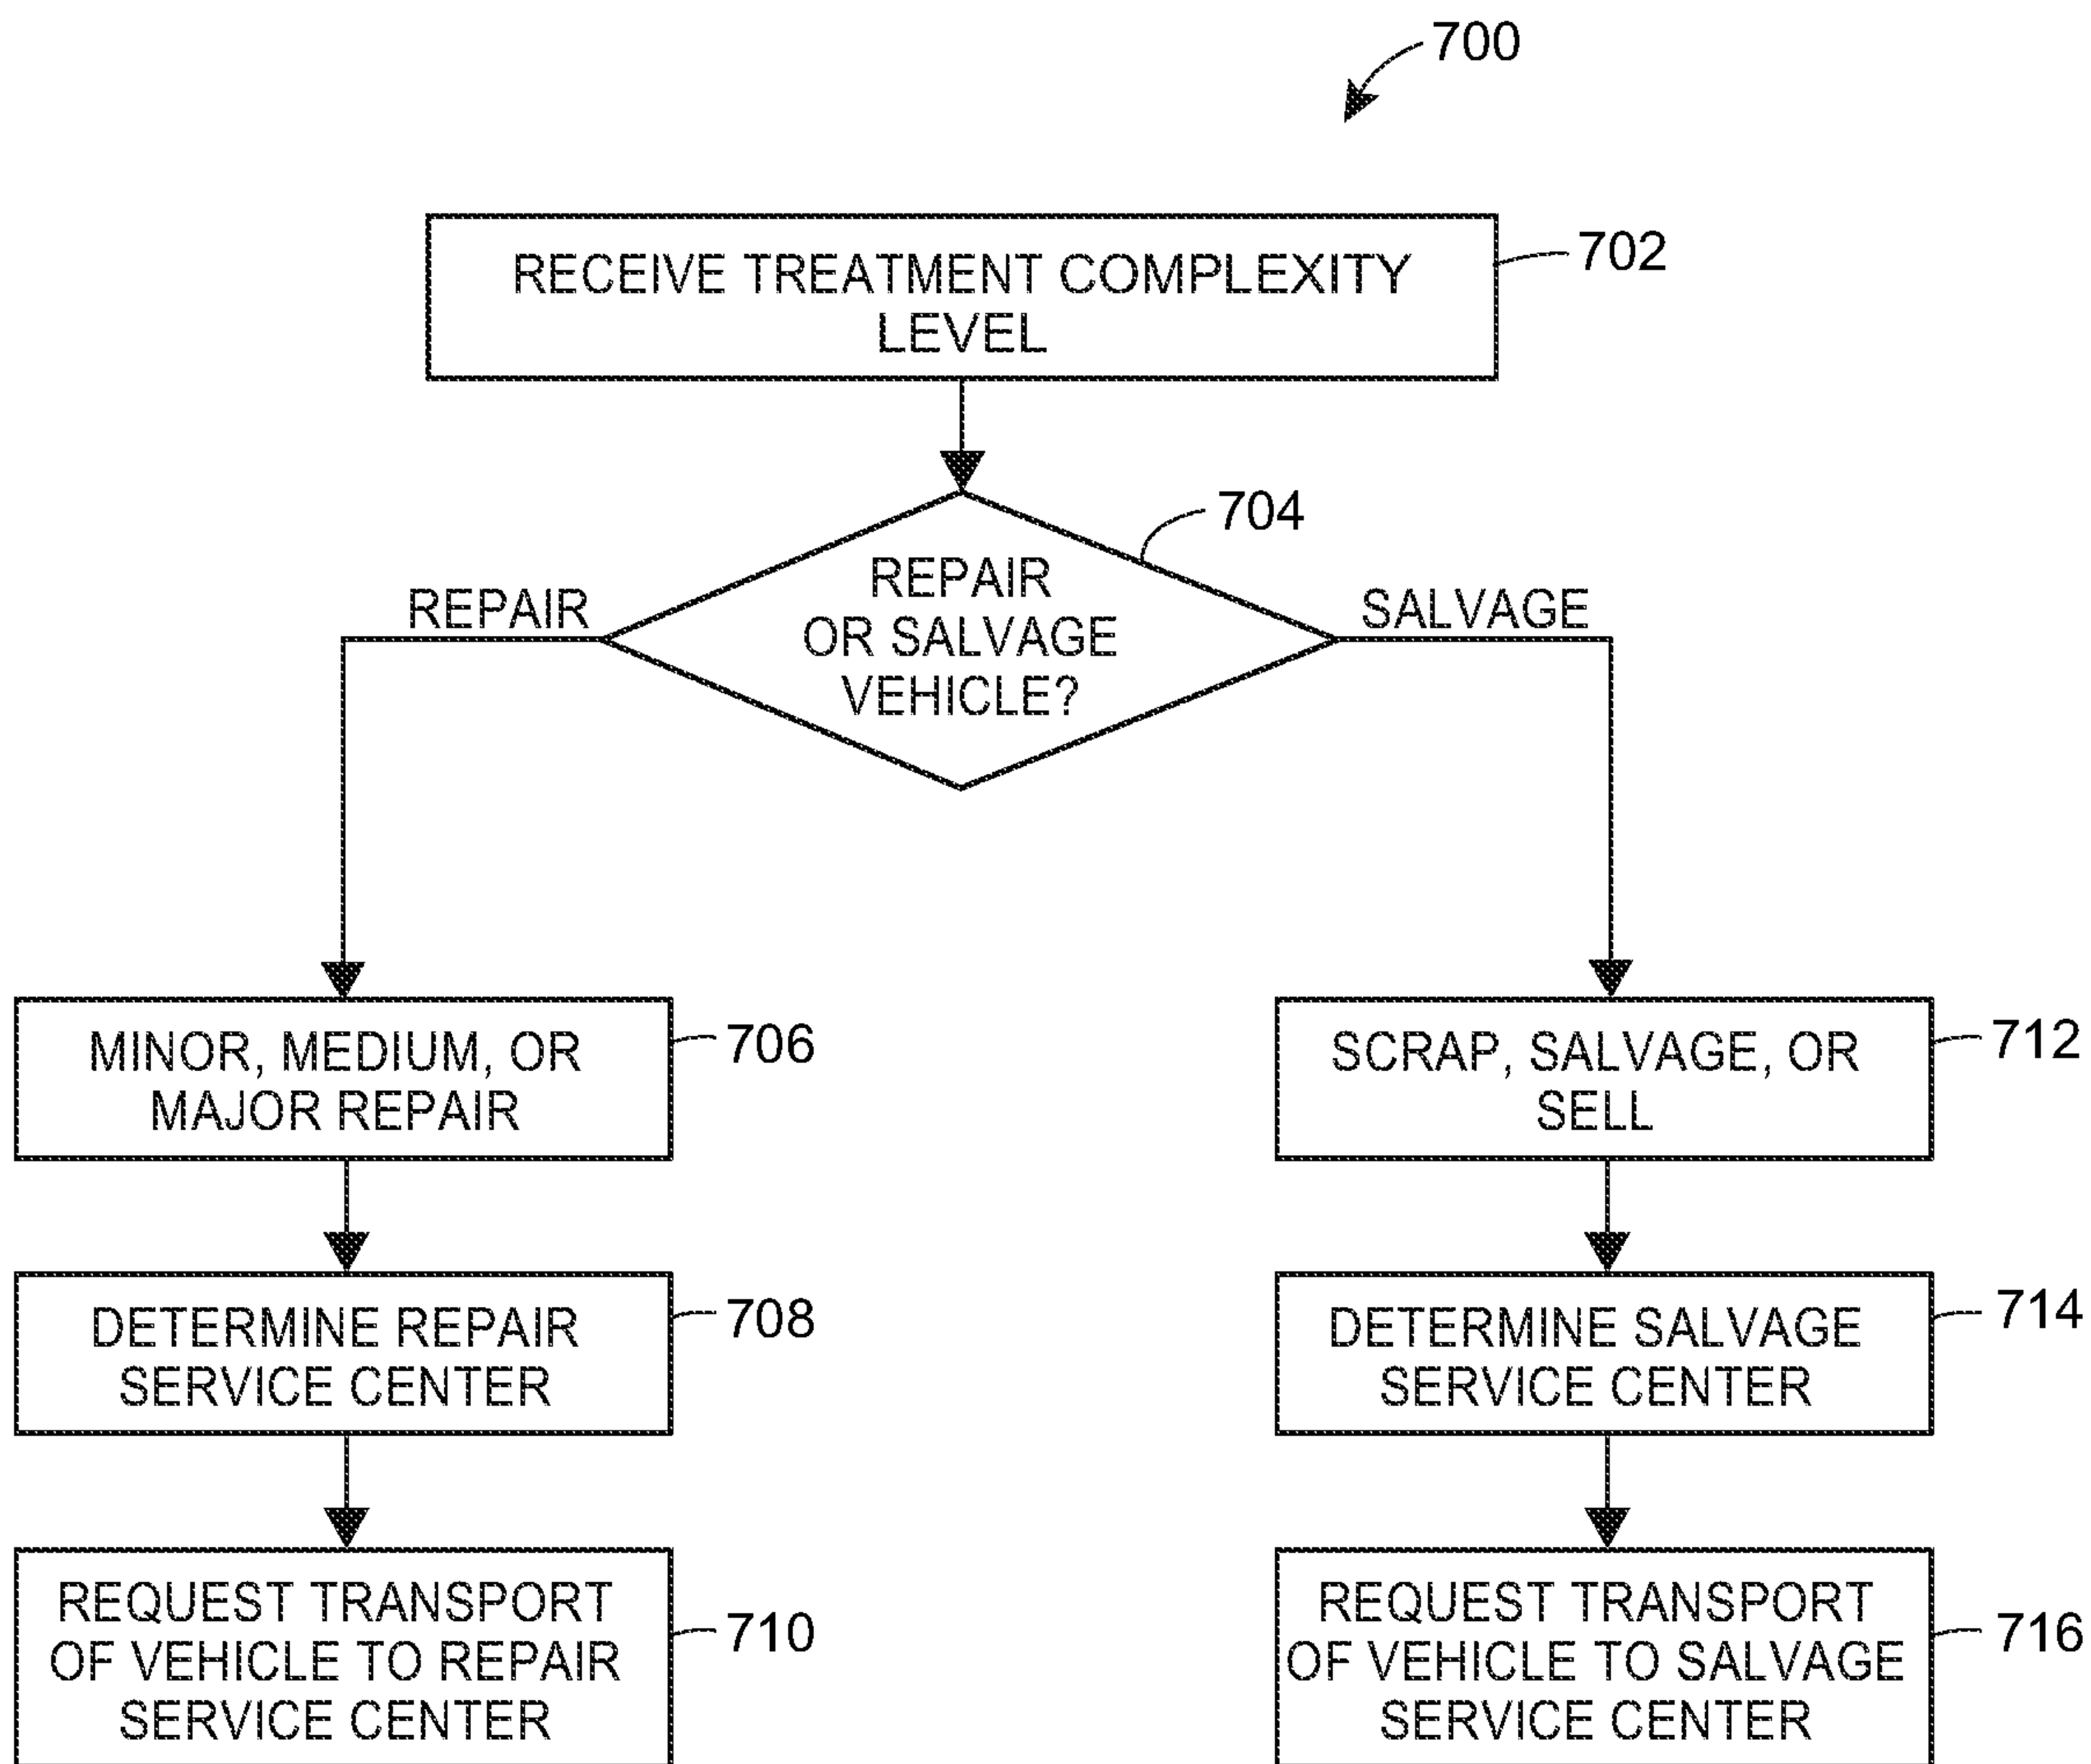 700
RECEIVE TREATMENT COMPLEXITY
LEVEL
702
704
REPAIR
OR SALVAGE
VEHICLE?
REPAIR
SALVAGE
MINOR, MEDIUM, OR
MAJOR REPAIR
706
DETERMINE REPAIR
SERVICE CENTER
708
REQUEST TRANSPORT
OF VEHICLE TO REPAIR
SERVICE CENTER
710
SCRAP, SALVAGE, OR
SELL
712
DETERMINE SALVAGE
SERVICE CENTER
714
REQUEST TRANSPORT
OF VEHICLE TO SALVAGE
SERVICE CENTER
716